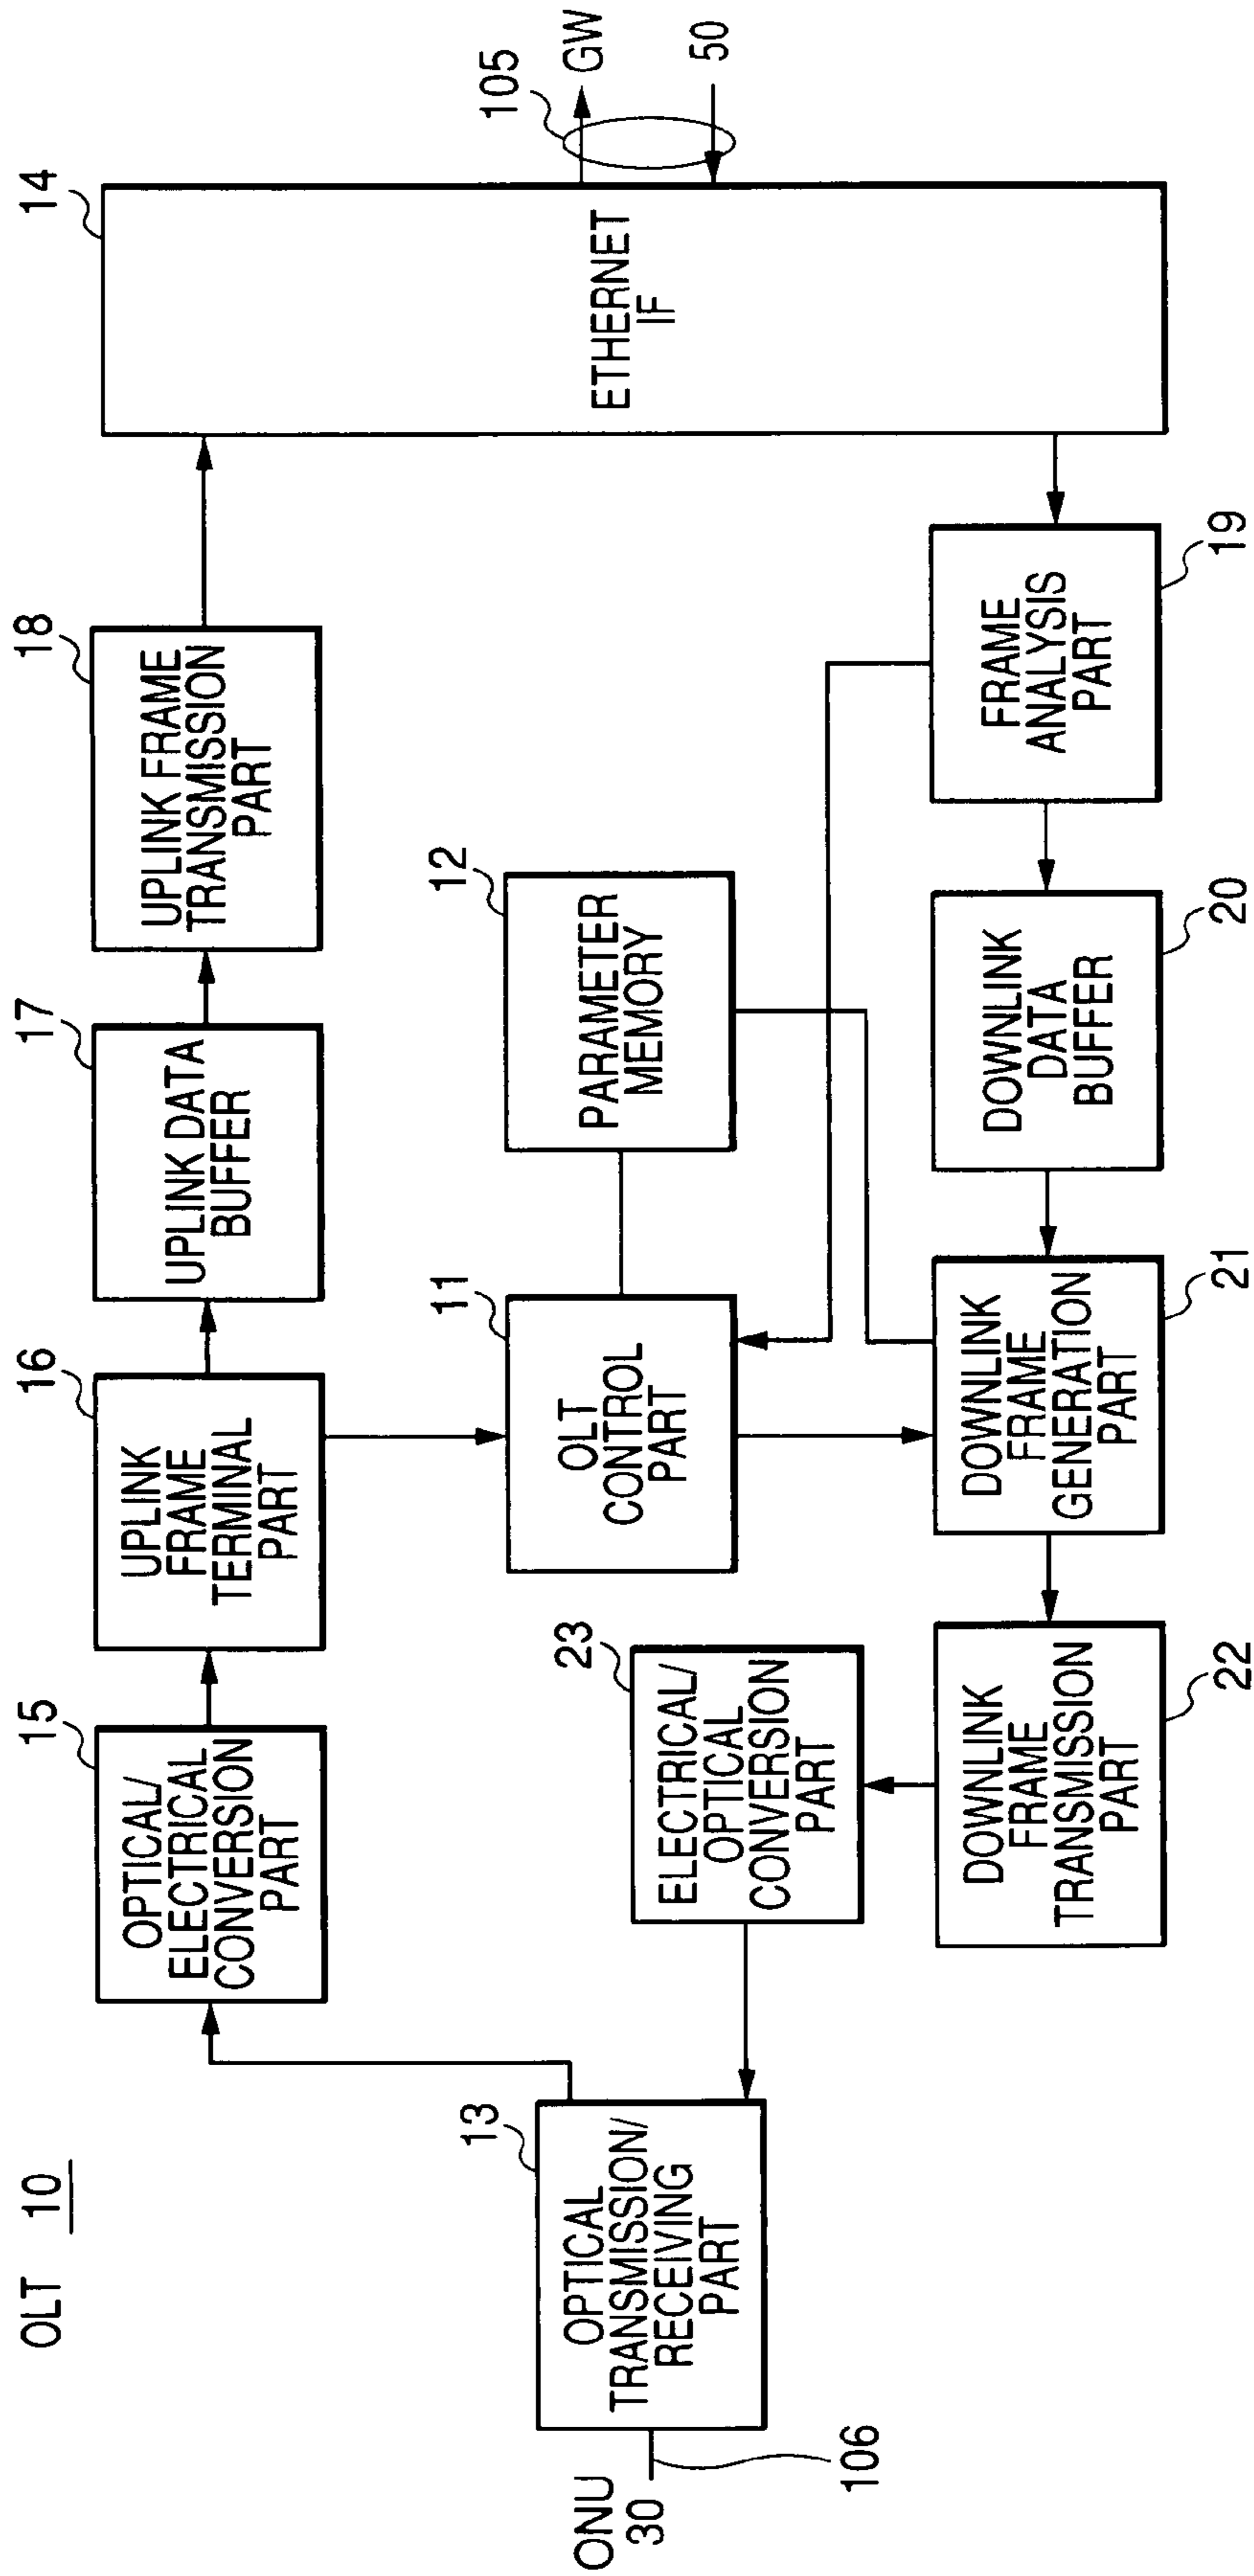 OLT 10
15
OPTICAL/
ELECTRICAL
CONVERSION
PART
16
UPLINK
FRAME
TERMINAL
PART
17
UPLINK DATA
BUFFER
18
UPLINK FRAME
TRANSMISSION
PART
14
ETHERNET
IF
105
GW
50
ONU
30
106
13
OPTICAL
TRANSMISSION/
RECEIVING
PART
11
OLT
CONTROL
PART
12
PARAMETER
MEMORY
23
ELECTRICAL/
OPTICAL
CONVERSION
PART
DOWNLINK
FRAME
TRANSMISSION
PART
22
DOWNLINK
FRAME
GENERATION
PART
21
DOWNLINK
DATA
BUFFER
20
FRAME
ANALYSIS
PART
19